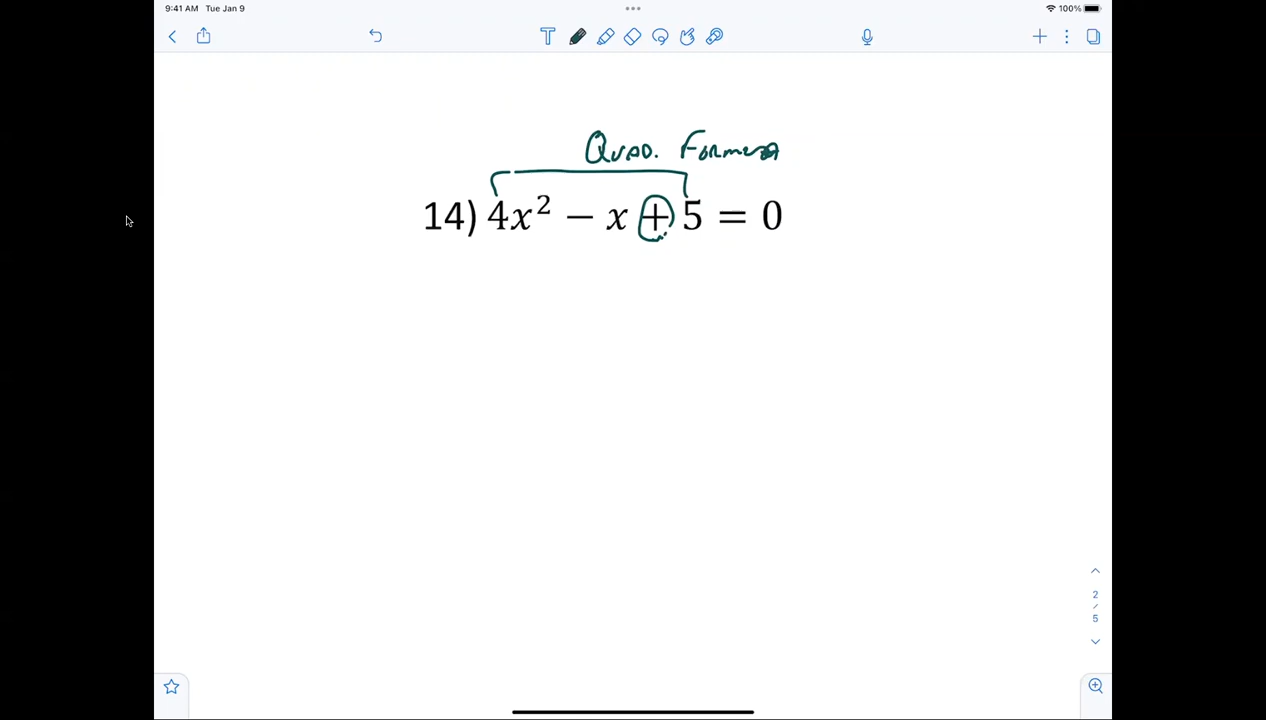 9:41 AM Tue Jan 9
100%
Quad. Formula
14) 4x² − x + 5 = 0
2
/
5